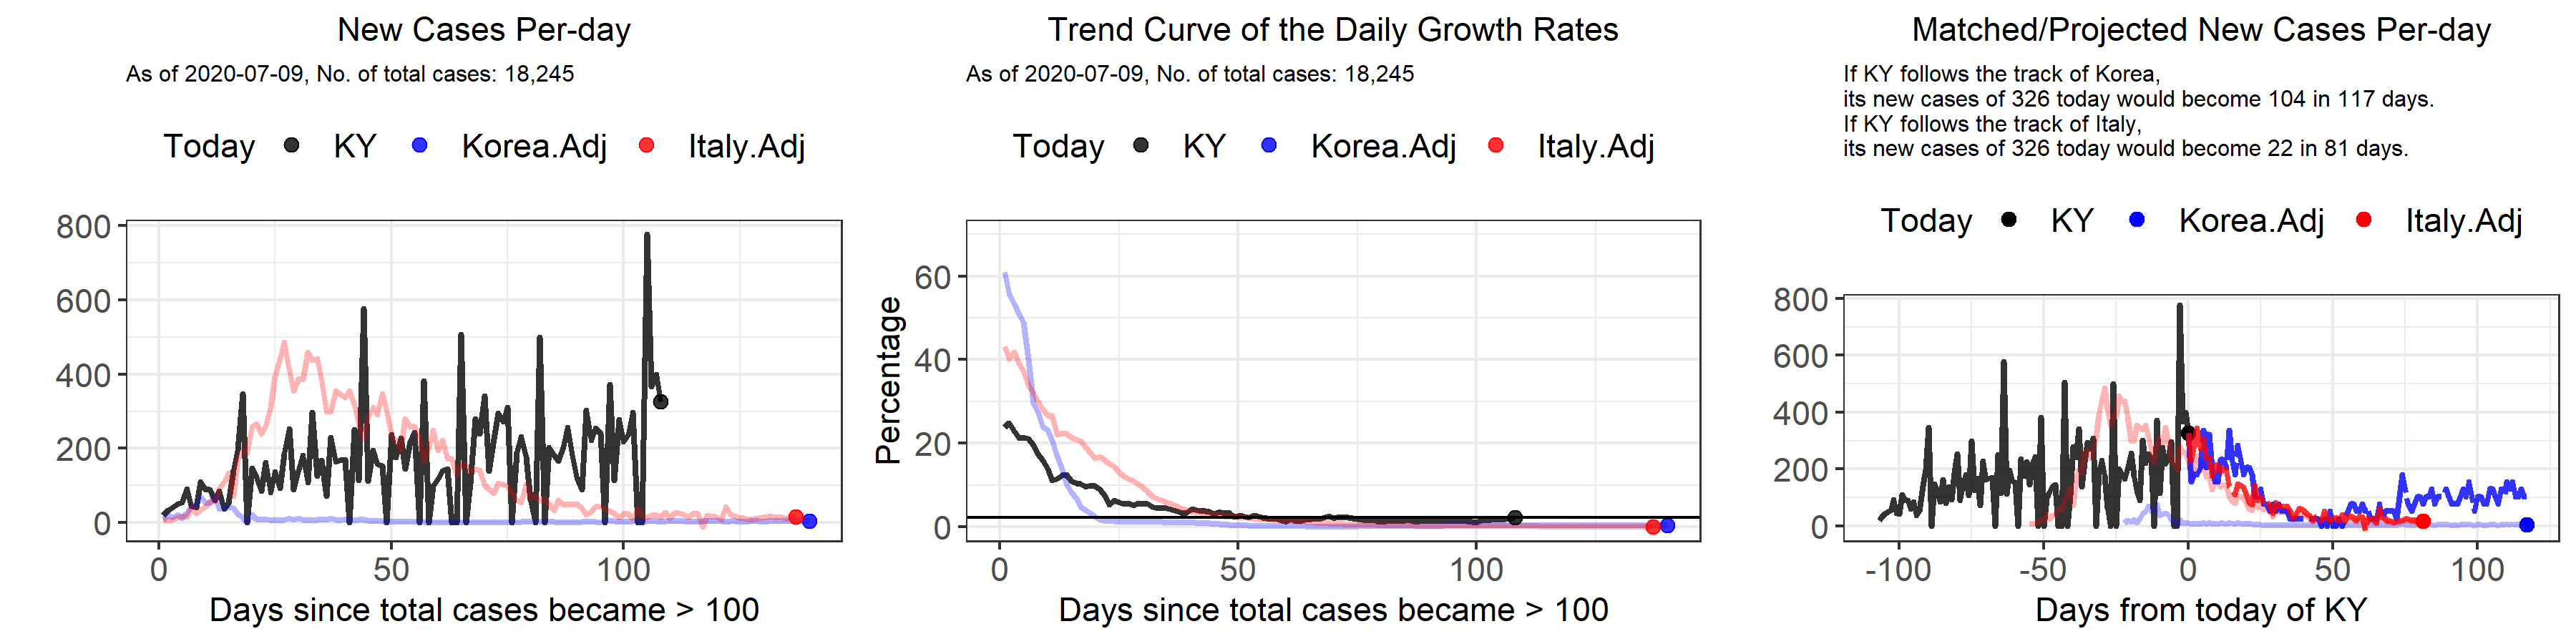 New Cases Per-day
As of 2020-07-09, No. of total cases: 18,245
Today KY Korea.Adj Italy.Adj
800
600
400
200
0
0 50 100
Days since total cases became > 100
Trend Curve of the Daily Growth Rates
As of 2020-07-09, No. of total cases: 18,245
Today KY Korea.Adj Italy.Adj
Percentage
60
40
20
0
0 50 100
Days since total cases became > 100
Matched/Projected New Cases Per-day
If KY follows the track of Korea,
its new cases of 326 today would become 104 in 117 days.
If KY follows the track of Italy,
its new cases of 326 today would become 22 in 81 days.
Today KY Korea.Adj Italy.Adj
800
600
400
200
0
-100 -50 0 50 100
Days from today of KY